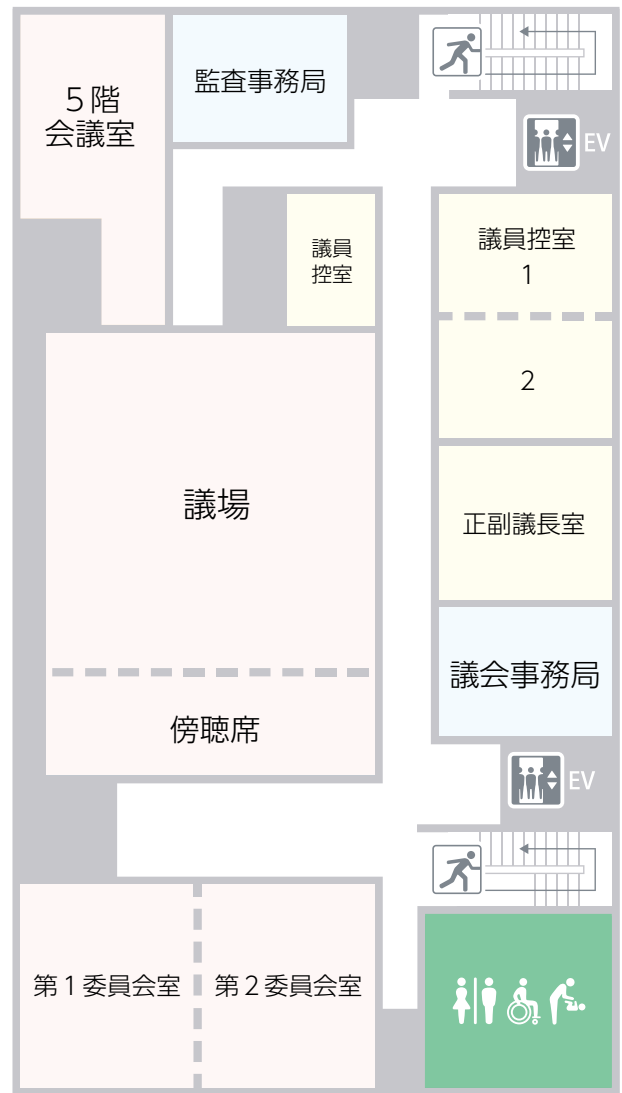 5階
会議室
監査事務局
EV
議員
控室
議員控室
1
2
議場
正副議長室
議会事務局
傍聴席
EV
第1委員会室
第2委員会室